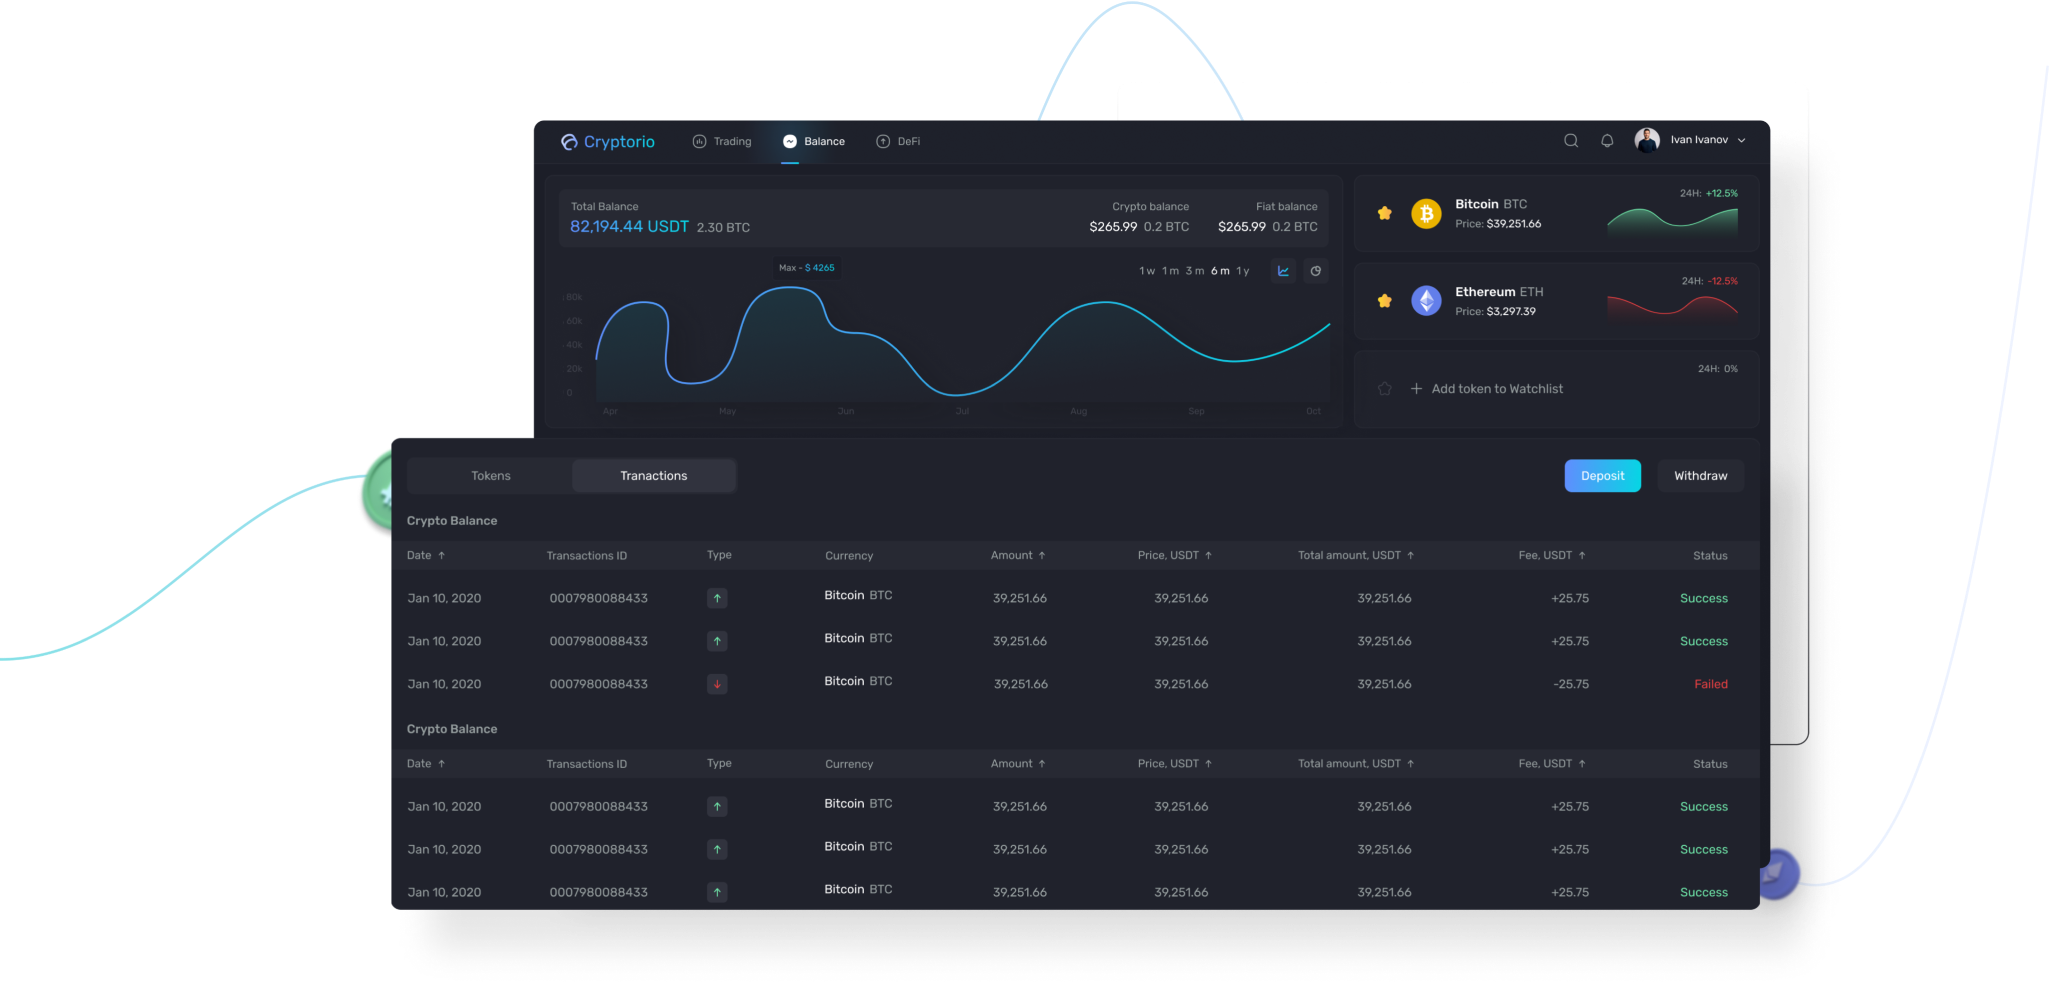 Cryptorio Trading Balance DeFi Ivan Ivanov
Total Balance Crypto balance Fiat balance
82,194.44 USDT 2.30 BTC $265.99 0.2 BTC $265.99 0.2 BTC
Max - $ 4265
1 w 1 m 3 m 6 m 1 y
80k
60k
40k
20k
0
Apr May Jun Jul Aug Sep Oct
24H: +12.5%
Bitcoin BTC
Price: $39,251.66
24H: -12.5%
Ethereum ETH
Price: $3,297.39
24H: 0%
+ Add token to Watchlist
Tokens Tranactions Deposit Withdraw
Crypto Balance
Date ↑ Transactions ID Type Currency Amount ↑ Price, USDT ↑ Total amount, USDT ↑ Fee, USDT ↑ Status
Jan 10, 2020 0007980088433 ↑ Bitcoin BTC 39,251.66 39,251.66 39,251.66 +25.75 Success
Jan 10, 2020 0007980088433 ↑ Bitcoin BTC 39,251.66 39,251.66 39,251.66 +25.75 Success
Jan 10, 2020 0007980088433 ↓ Bitcoin BTC 39,251.66 39,251.66 39,251.66 -25.75 Failed
Crypto Balance
Date ↑ Transactions ID Type Currency Amount ↑ Price, USDT ↑ Total amount, USDT ↑ Fee, USDT ↑ Status
Jan 10, 2020 0007980088433 ↑ Bitcoin BTC 39,251.66 39,251.66 39,251.66 +25.75 Success
Jan 10, 2020 0007980088433 ↑ Bitcoin BTC 39,251.66 39,251.66 39,251.66 +25.75 Success
Jan 10, 2020 0007980088433 ↑ Bitcoin BTC 39,251.66 39,251.66 39,251.66 +25.75 Success